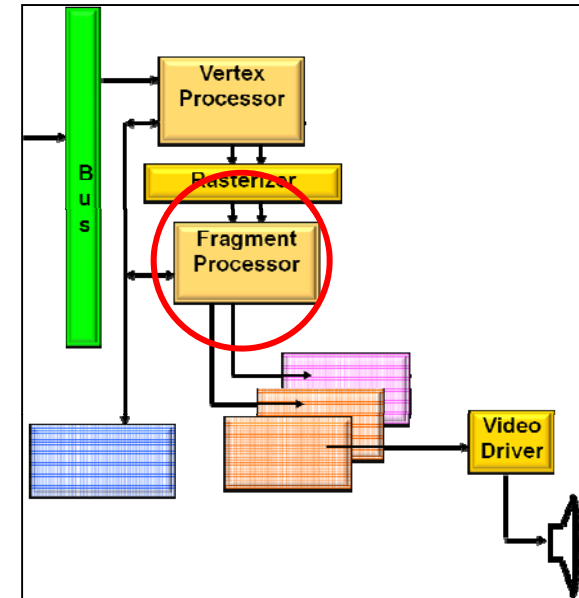 Vertex
Processor
B
u
s
Rasterizer
Fragment
Processor
Video
Driver